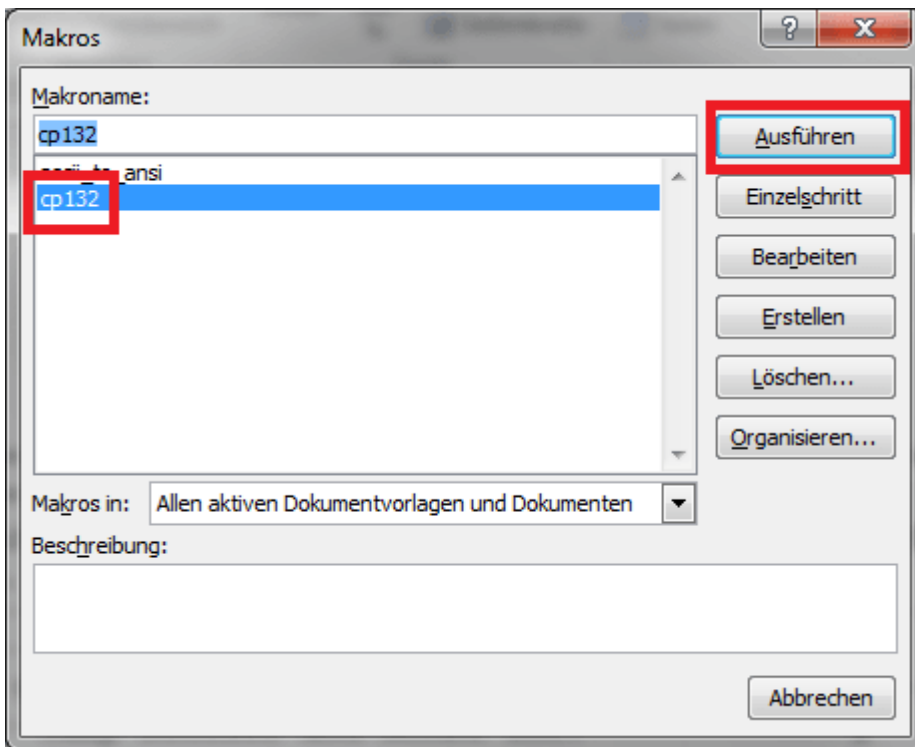 Makros
?
X
Makroname:
cp132
ansi
cp132
Ausführen
Einzelschritt
Bearbeiten
Erstellen
Löschen...
Organisieren...
Makros in: Allen aktiven Dokumentvorlagen und Dokumenten
Beschreibung:
Abbrechen